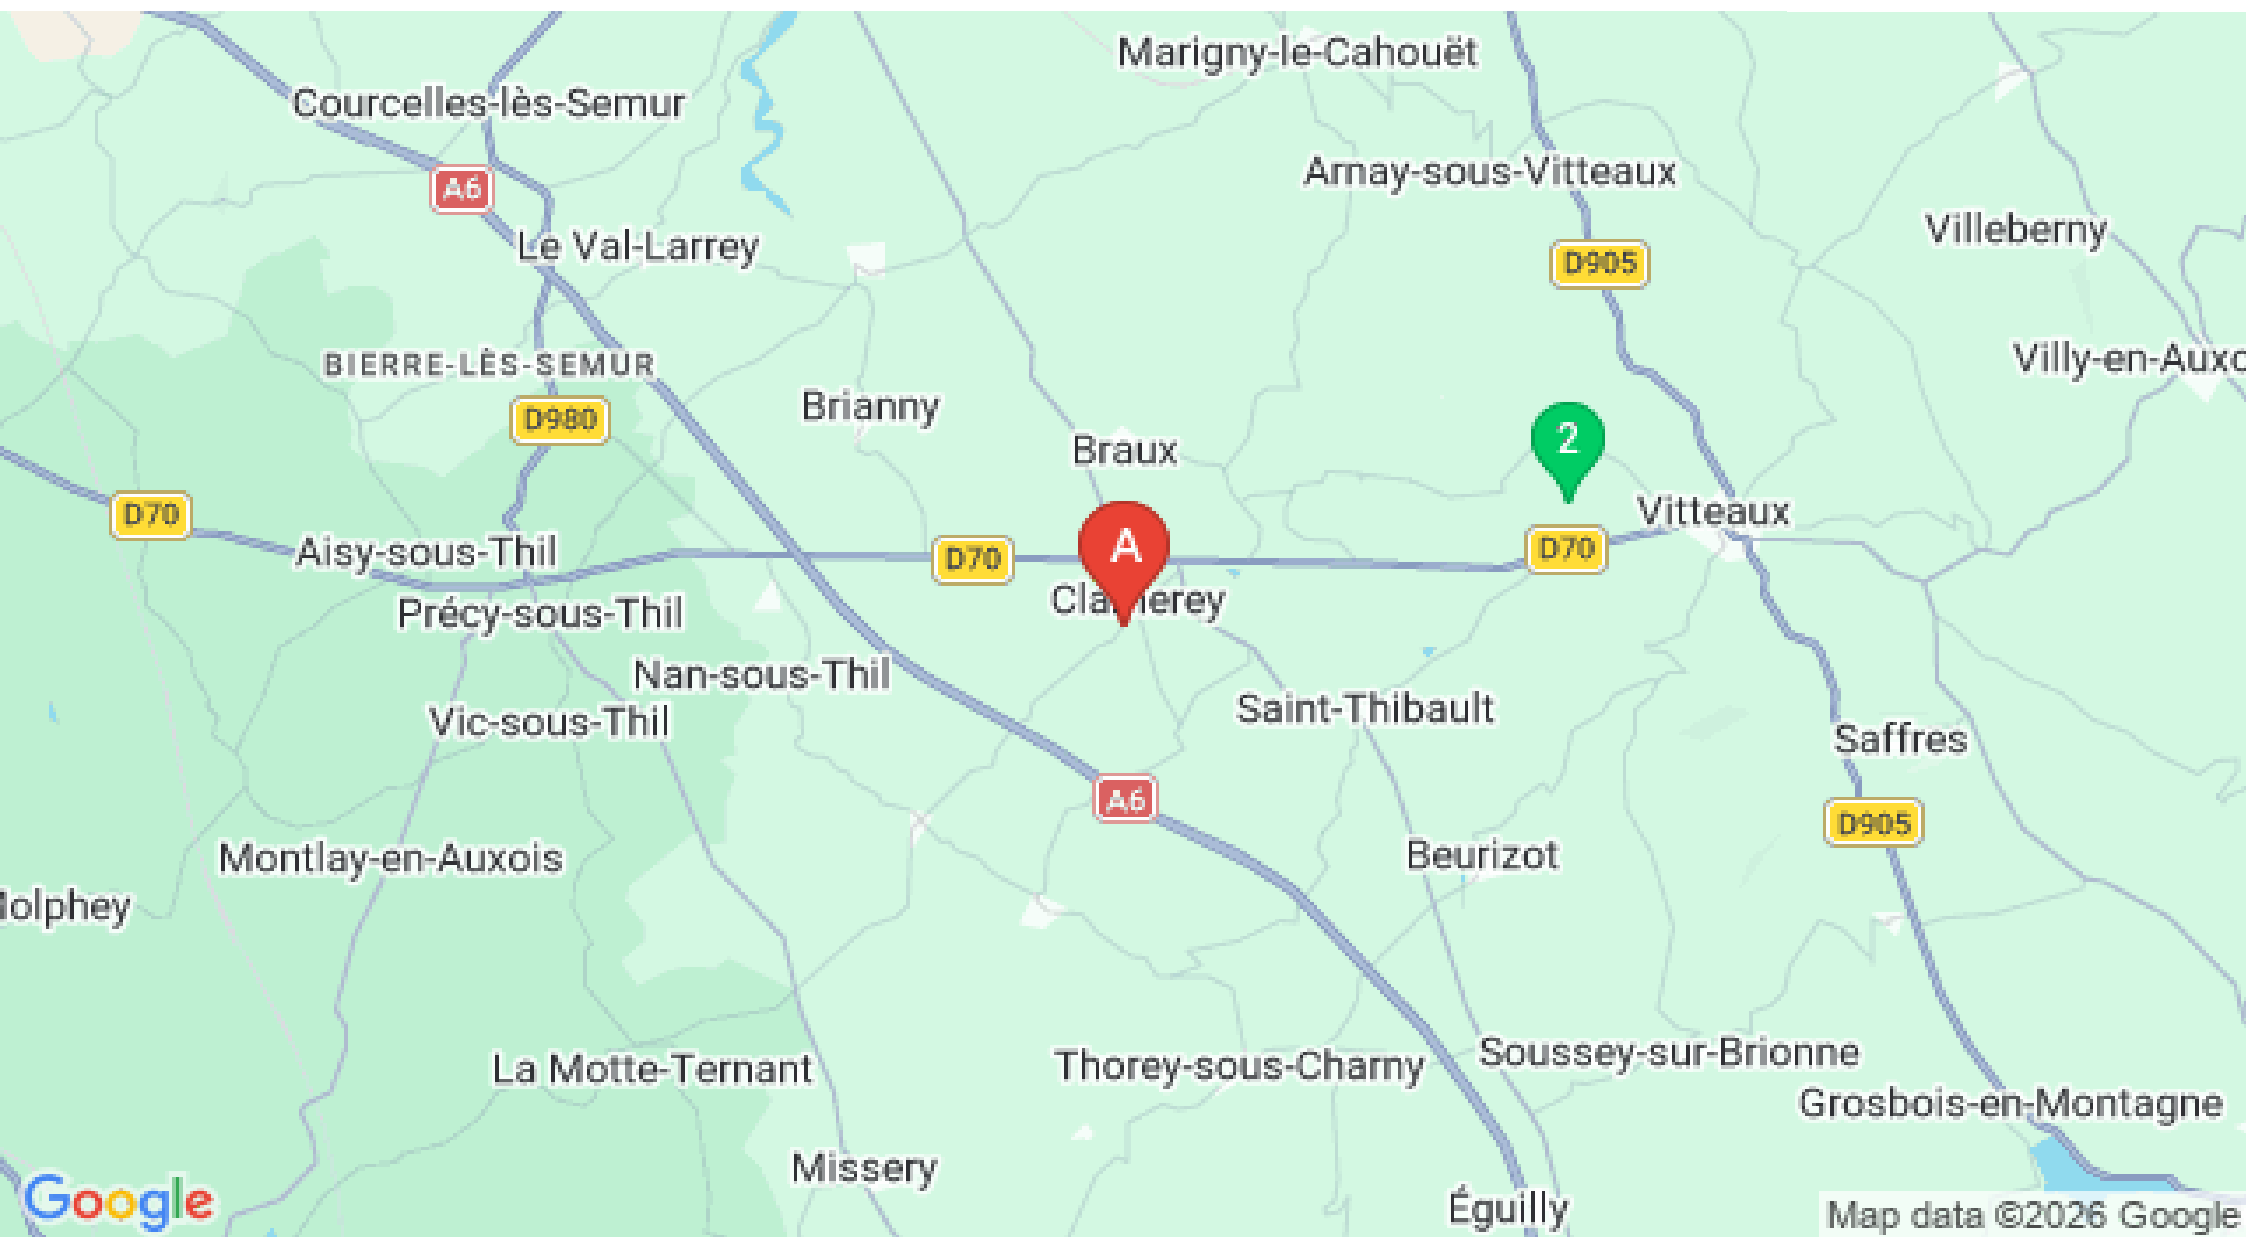 Marigny-le-Cahouët
Courcelles-lès-Semur
A6
Arnay-sous-Vitteaux
Villeberny
Le Val-Larrey
D905
Villy-en-Auxo
BIERRE-LÈS-SEMUR
Brianny
D980
2
Braux
D70
Vitteaux
A
Aisy-sous-Thil
D70
D70
Clamerey
Précy-sous-Thil
Nan-sous-Thil
Saint-Thibault
Vic-sous-Thil
Saffres
A6
D905
Montlay-en-Auxois
Beurizot
Molphey
La Motte-Ternant
Thorey-sous-Charny
Soussey-sur-Brionne
Grosbois-en-Montagne
Missery
Éguilly
Google
Map data ©2026 Google